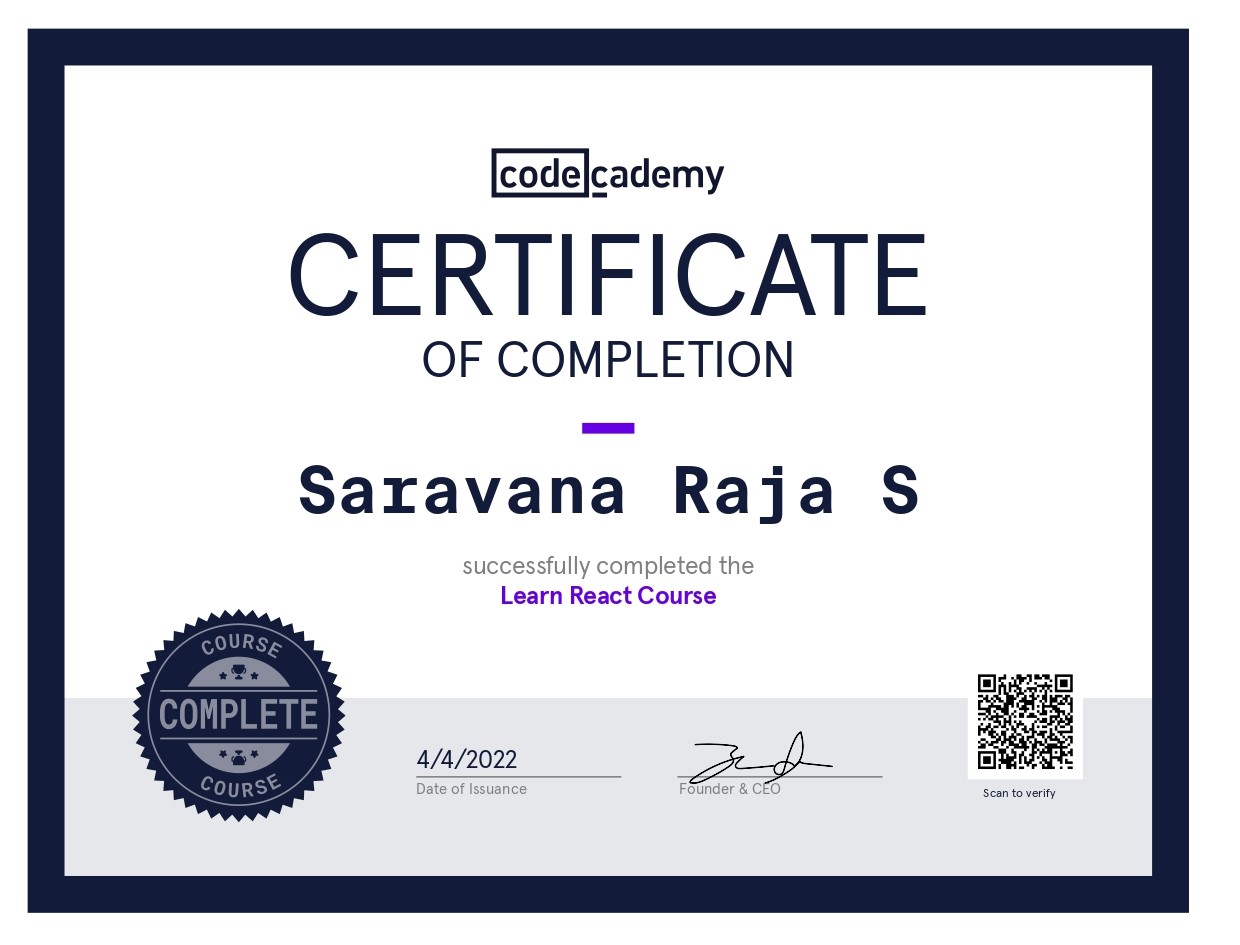 codecademy
CERTIFICATE
OF COMPLETION
Saravana Raja S
successfully completed the
Learn React Course
COURSE
COMPLETE
COURSE
4/4/2022
Date of Issuance
Founder & CEO
Scan to verify